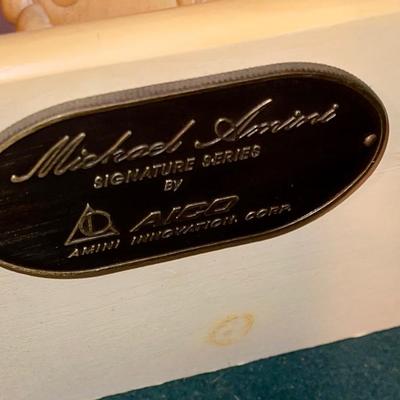 Michael Amini
SIGNATURE SERIES
BY
AICO
AMINI INNOVATION CORP.